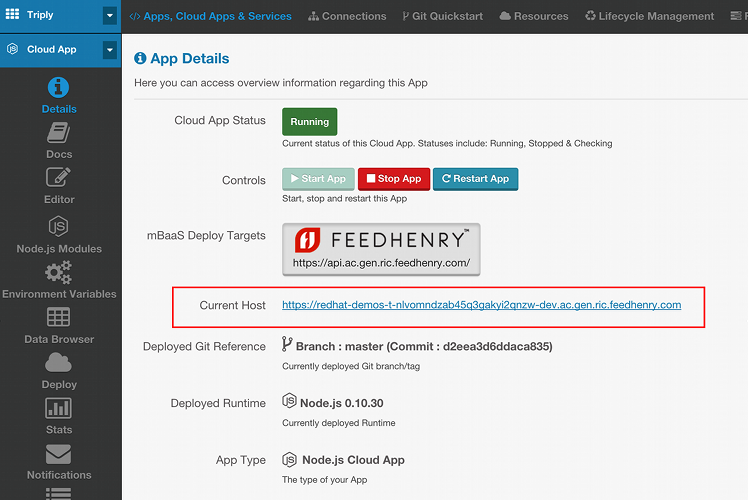 Triply
Apps, Cloud Apps & Services
Connections
Git Quickstart
Resources
Lifecycle Management
Cloud App
Details
Docs
Editor
Node.js Modules
Environment Variables
Data Browser
Deploy
Stats
Notifications
App Details
Here you can access overview information regarding this App
Cloud App Status
Running
Current status of this Cloud App. Statuses include: Running, Stopped & Checking
Controls
Start App
Stop App
Restart App
Start, stop and restart this App
mBaaS Deploy Targets
FEEDHENRY™
https://api.ac.gen.ric.feedhenry.com/
Current Host
https://redhat-demos-t-nlvomndzab45q3gakyi2qnzw-dev.ac.gen.ric.feedhenry.com
Deployed Git Reference
Branch : master (Commit : d2eea3d6ddaca835)
Currently deployed Git branch/tag
Deployed Runtime
Node.js 0.10.30
Currently deployed Runtime
App Type
Node.js Cloud App
The type of your App